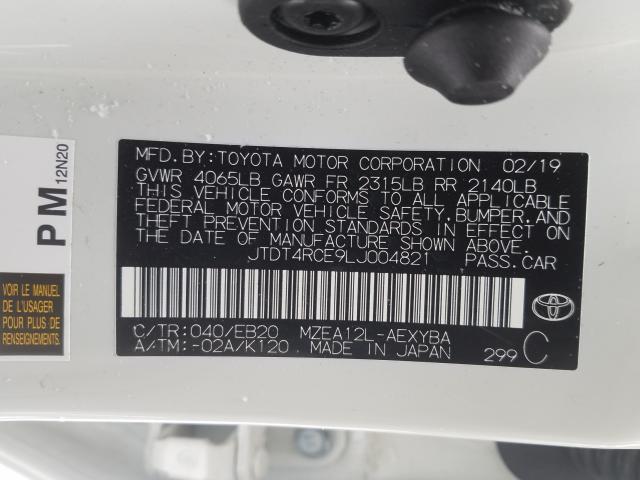 MFD.BY:TOYOTA MOTOR CORPORATION 02/19
GVWR 4065LB GAWR FR 2315LB RR 2140LB
THIS VEHICLE CONFORMS TO ALL APPLICABLE
FEDERAL MOTOR VEHICLE SAFETY, BUMPER, AND
THEFT PREVENTION STANDARDS IN EFFECT ON
THE DATE OF MANUFACTURE SHOWN ABOVE.
JTDT4RCE9LJ004821 PASS.CAR
C/TR:040/EB20 MZEA12L-AEXYBA
A/TM:-02A/K120 MADE IN JAPAN
299 C
PM 12N20
VOIR LE MANUEL
DE L'USAGER
POUR PLUS DE
RENSEIGNEMENTS.